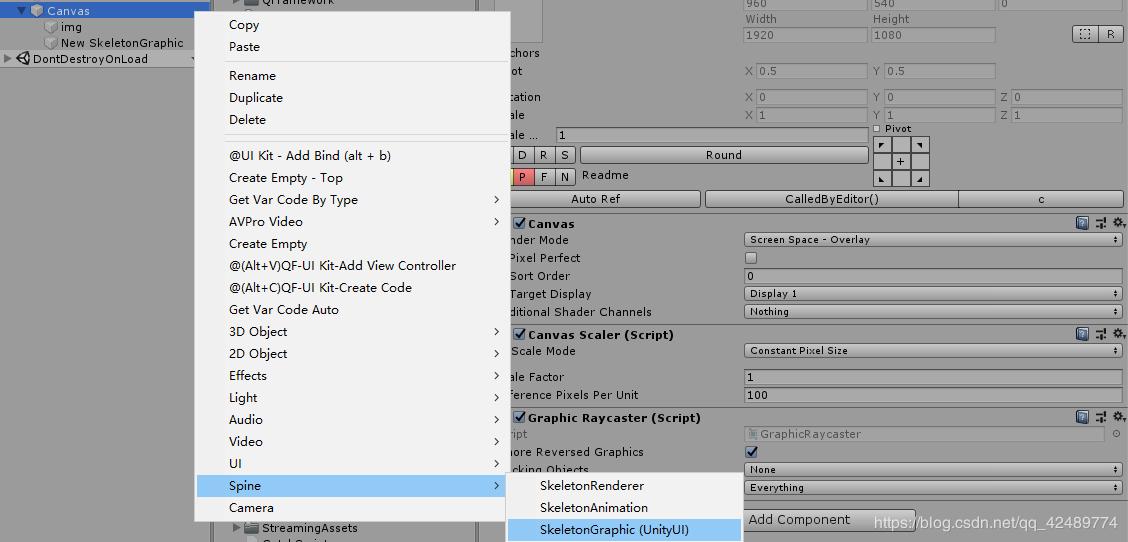 Canvas
img
New SkeletonGraphic
DontDestroyOnLoad
QFramework
Copy
Paste
Rename
Duplicate
Delete
@UI Kit - Add Bind (alt + b)
Create Empty - Top
Get Var Code By Type
AVPro Video
Create Empty
@(Alt+V)QF-UI Kit-Add View Controller
@(Alt+C)QF-UI Kit-Create Code
Get Var Code Auto
3D Object
2D Object
Effects
Light
Audio
Video
UI
Spine
Camera
SkeletonRenderer
SkeletonAnimation
SkeletonGraphic (UnityUI)
StreamingAssets
960 540 0
Width Height
1920 1080
R
chors
ot X 0.5 Y 0.5
tation X 0 Y 0 Z 0
ale X 1 Y 1 Z 1
ale ... 1
Pivot
D R S Round
P F N Readme
+
Auto Ref CalledByEditor() c
Canvas
nder Mode Screen Space - Overlay
Pixel Perfect
Sort Order 0
Target Display Display 1
ditional Shader Channels Nothing
Canvas Scaler (Script)
Scale Mode Constant Pixel Size
ale Factor 1
ference Pixels Per Unit 100
Graphic Raycaster (Script)
ript GraphicRaycaster
nore Reversed Graphics
cking Objects None
Everything
Add Component
https://blog.csdn.net/qq_42489774